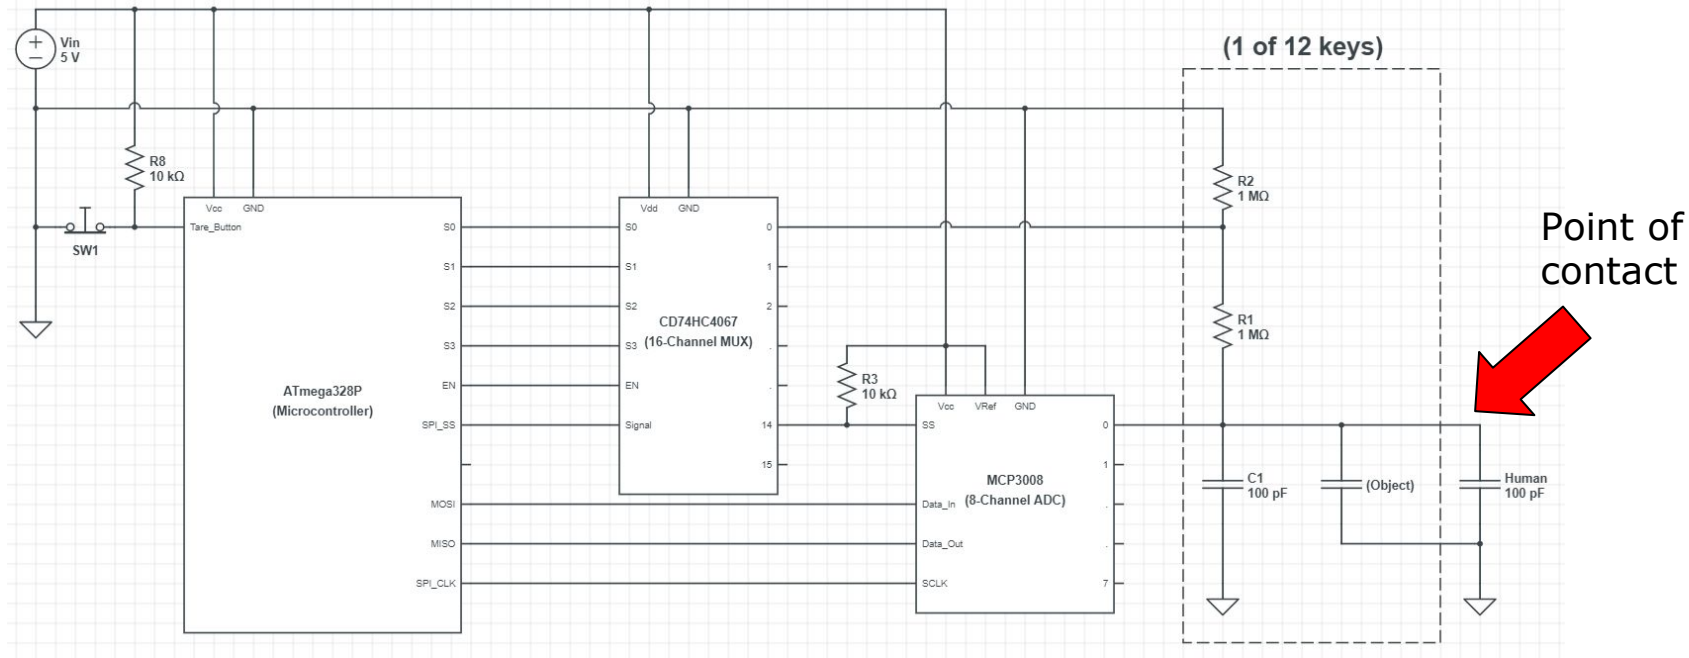 (1 of 12 keys)
+
−
Vin
5 V
R8
10 kΩ
R2
1 MΩ
Point of
contact
Vcc
GND
Vdd
GND
Tare_Button
S0
S0
0
SW1
S1
S1
1
S2
S2
2
CD74HC4067
(16-Channel MUX)
R1
1 MΩ
S3
S3
.
ATmega328P
(Microcontroller)
EN
EN
.
R3
10 kΩ
Vcc
VRef
GND
SPI_SS
Signal
14
SS
0
15
1
MCP3008
(8-Channel ADC)
C1
100 pF
(Object)
Human
100 pF
MOSI
Data_In
.
MISO
Data_Out
.
SPI_CLK
SCLK
7